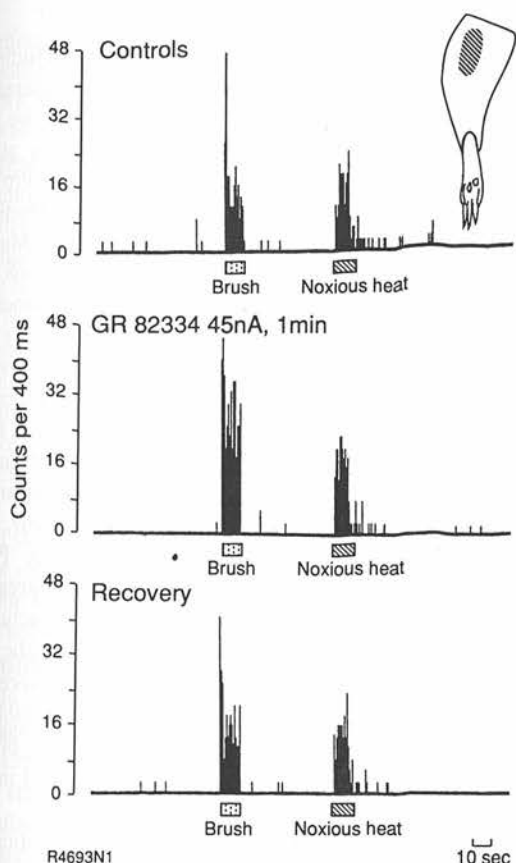 48
Controls
32
16
0
Brush
Noxious heat
48
GR 82334 45nA, 1min
32
16
0
Brush
Noxious heat
Counts per 400 ms
48
Recovery
32
16
0
Brush
Noxious heat
R4693N1
10 sec